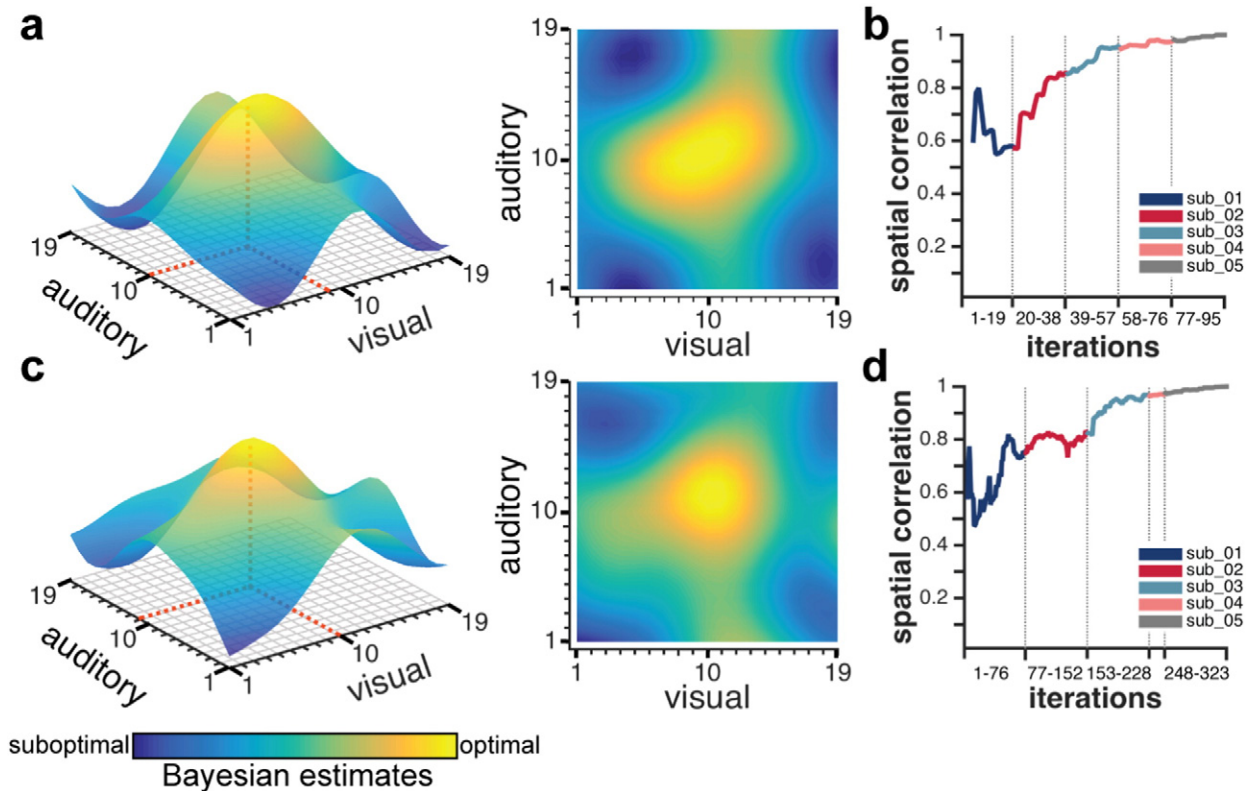 a
19
10
1
auditory
1
10
19
visual
19
10
1
auditory
1
10
19
visual
b
1
0.8
0.6
0.4
0.2
spatial correlation
sub_01
sub_02
sub_03
sub_04
sub_05
1-19
20-38
39-57
58-76
77-95
iterations
c
19
10
1
auditory
1
10
19
visual
19
10
1
auditory
1
10
19
visual
d
1
0.8
0.6
0.4
0.2
spatial correlation
sub_01
sub_02
sub_03
sub_04
sub_05
1-76
77-152
153-228
248-323
iterations
suboptimal
optimal
Bayesian estimates